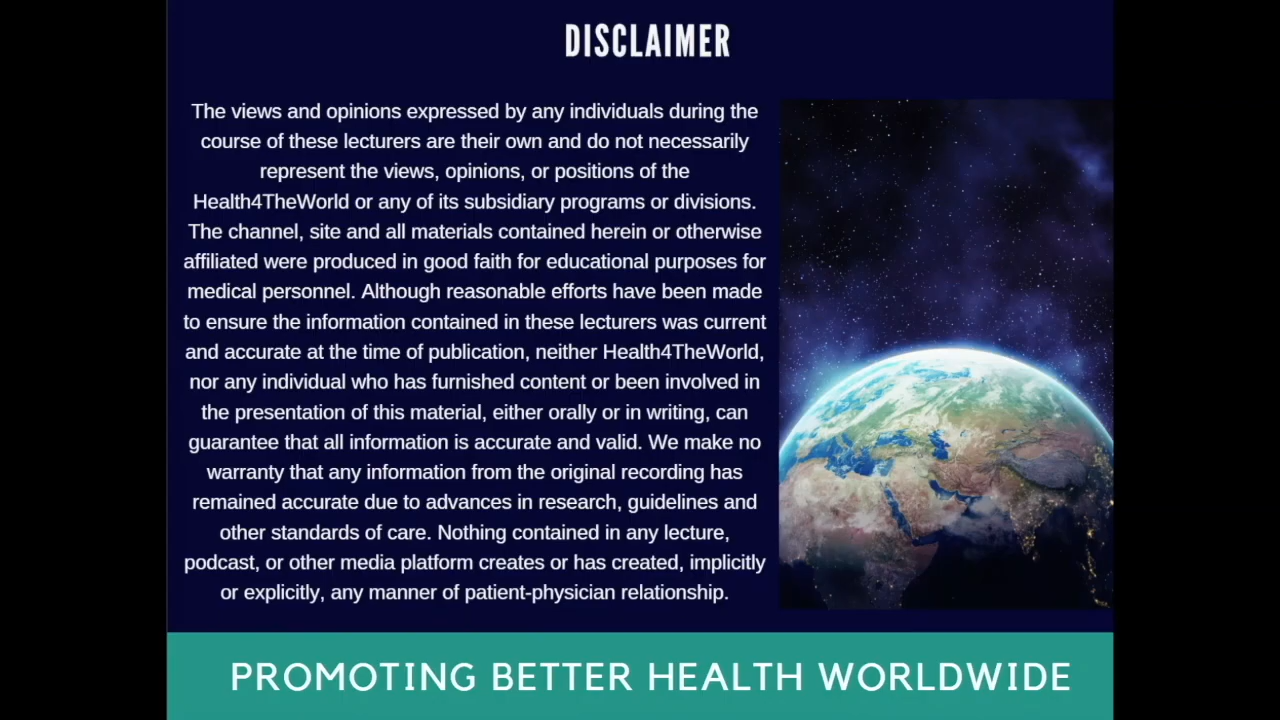 DISCLAIMER
The views and opinions expressed by any individuals during the
course of these lecturers are their own and do not necessarily
represent the views, opinions, or positions of the
Health4TheWorld or any of its subsidiary programs or divisions.
The channel, site and all materials contained herein or otherwise
affiliated were produced in good faith for educational purposes for
medical personnel. Although reasonable efforts have been made
to ensure the information contained in these lecturers was current
and accurate at the time of publication, neither Health4TheWorld,
nor any individual who has furnished content or been involved in
the presentation of this material, either orally or in writing, can
guarantee that all information is accurate and valid. We make no
warranty that any information from the original recording has
remained accurate due to advances in research, guidelines and
other standards of care. Nothing contained in any lecture,
podcast, or other media platform creates or has created, implicitly
or explicitly, any manner of patient-physician relationship.
PROMOTING BETTER HEALTH WORLDWIDE